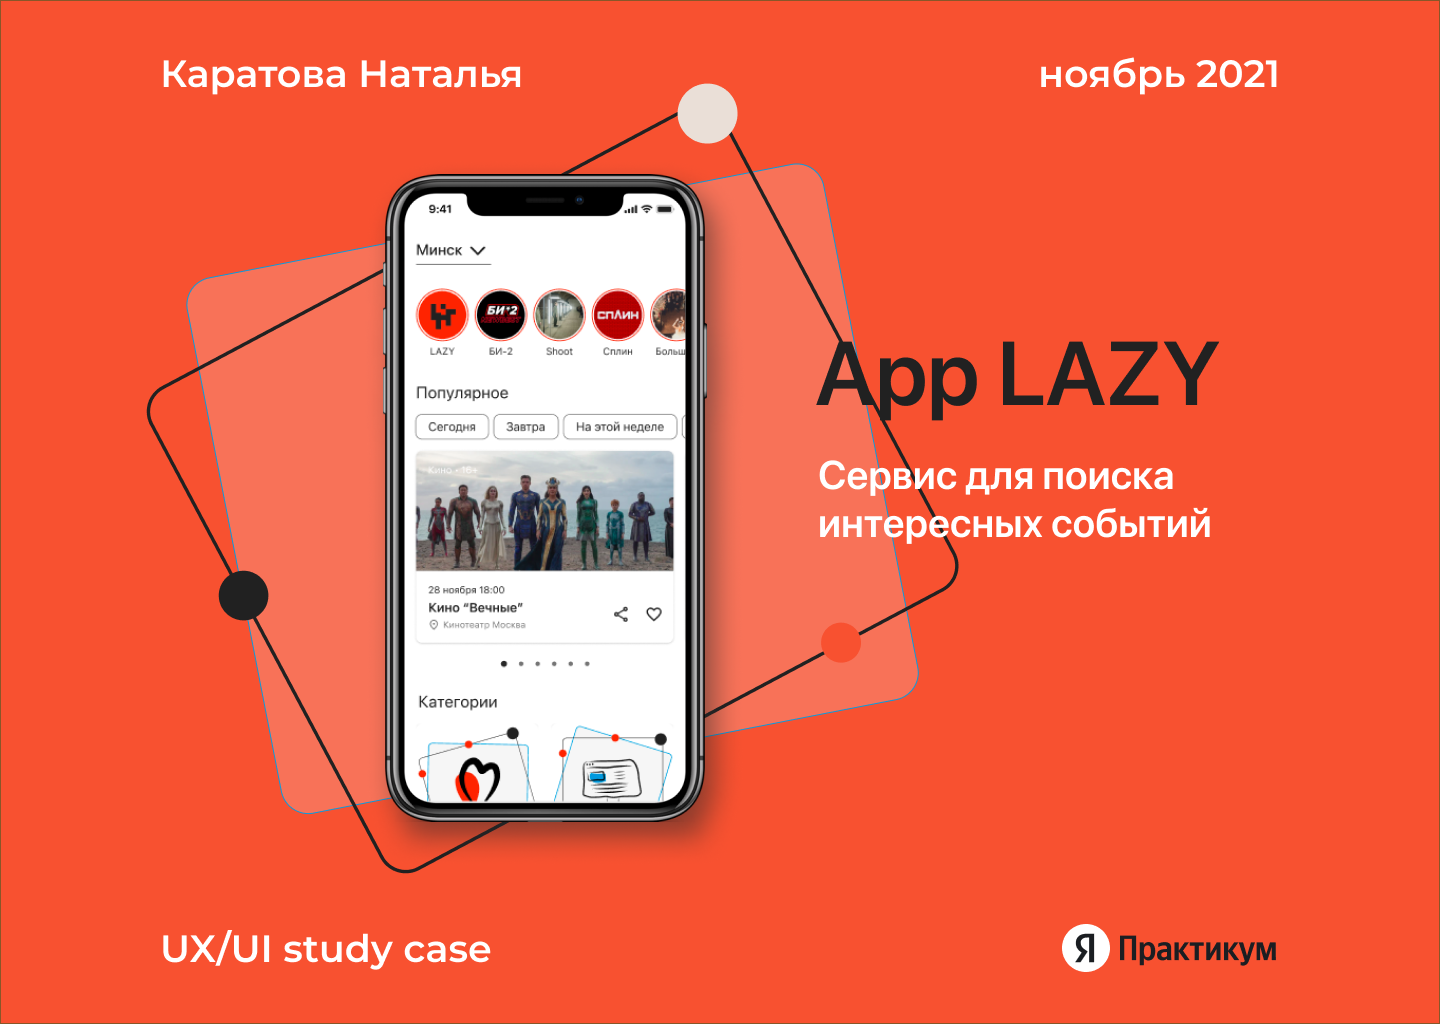 Каратова Наталья
ноябрь 2021
9:41
Минск
LAZY
БИ-2
СПЛИН
LAZY
БИ-2
Shoot
Сплин
Больш
Популярное
Сегодня
Завтра
На этой неделе
Кино • 16+
28 ноября 18:00
Кино “Вечные”
Кинотеатр Москва
Категории
App LAZY
Сервис для поиска
интересных событий
UX/UI study case
Я Практикум